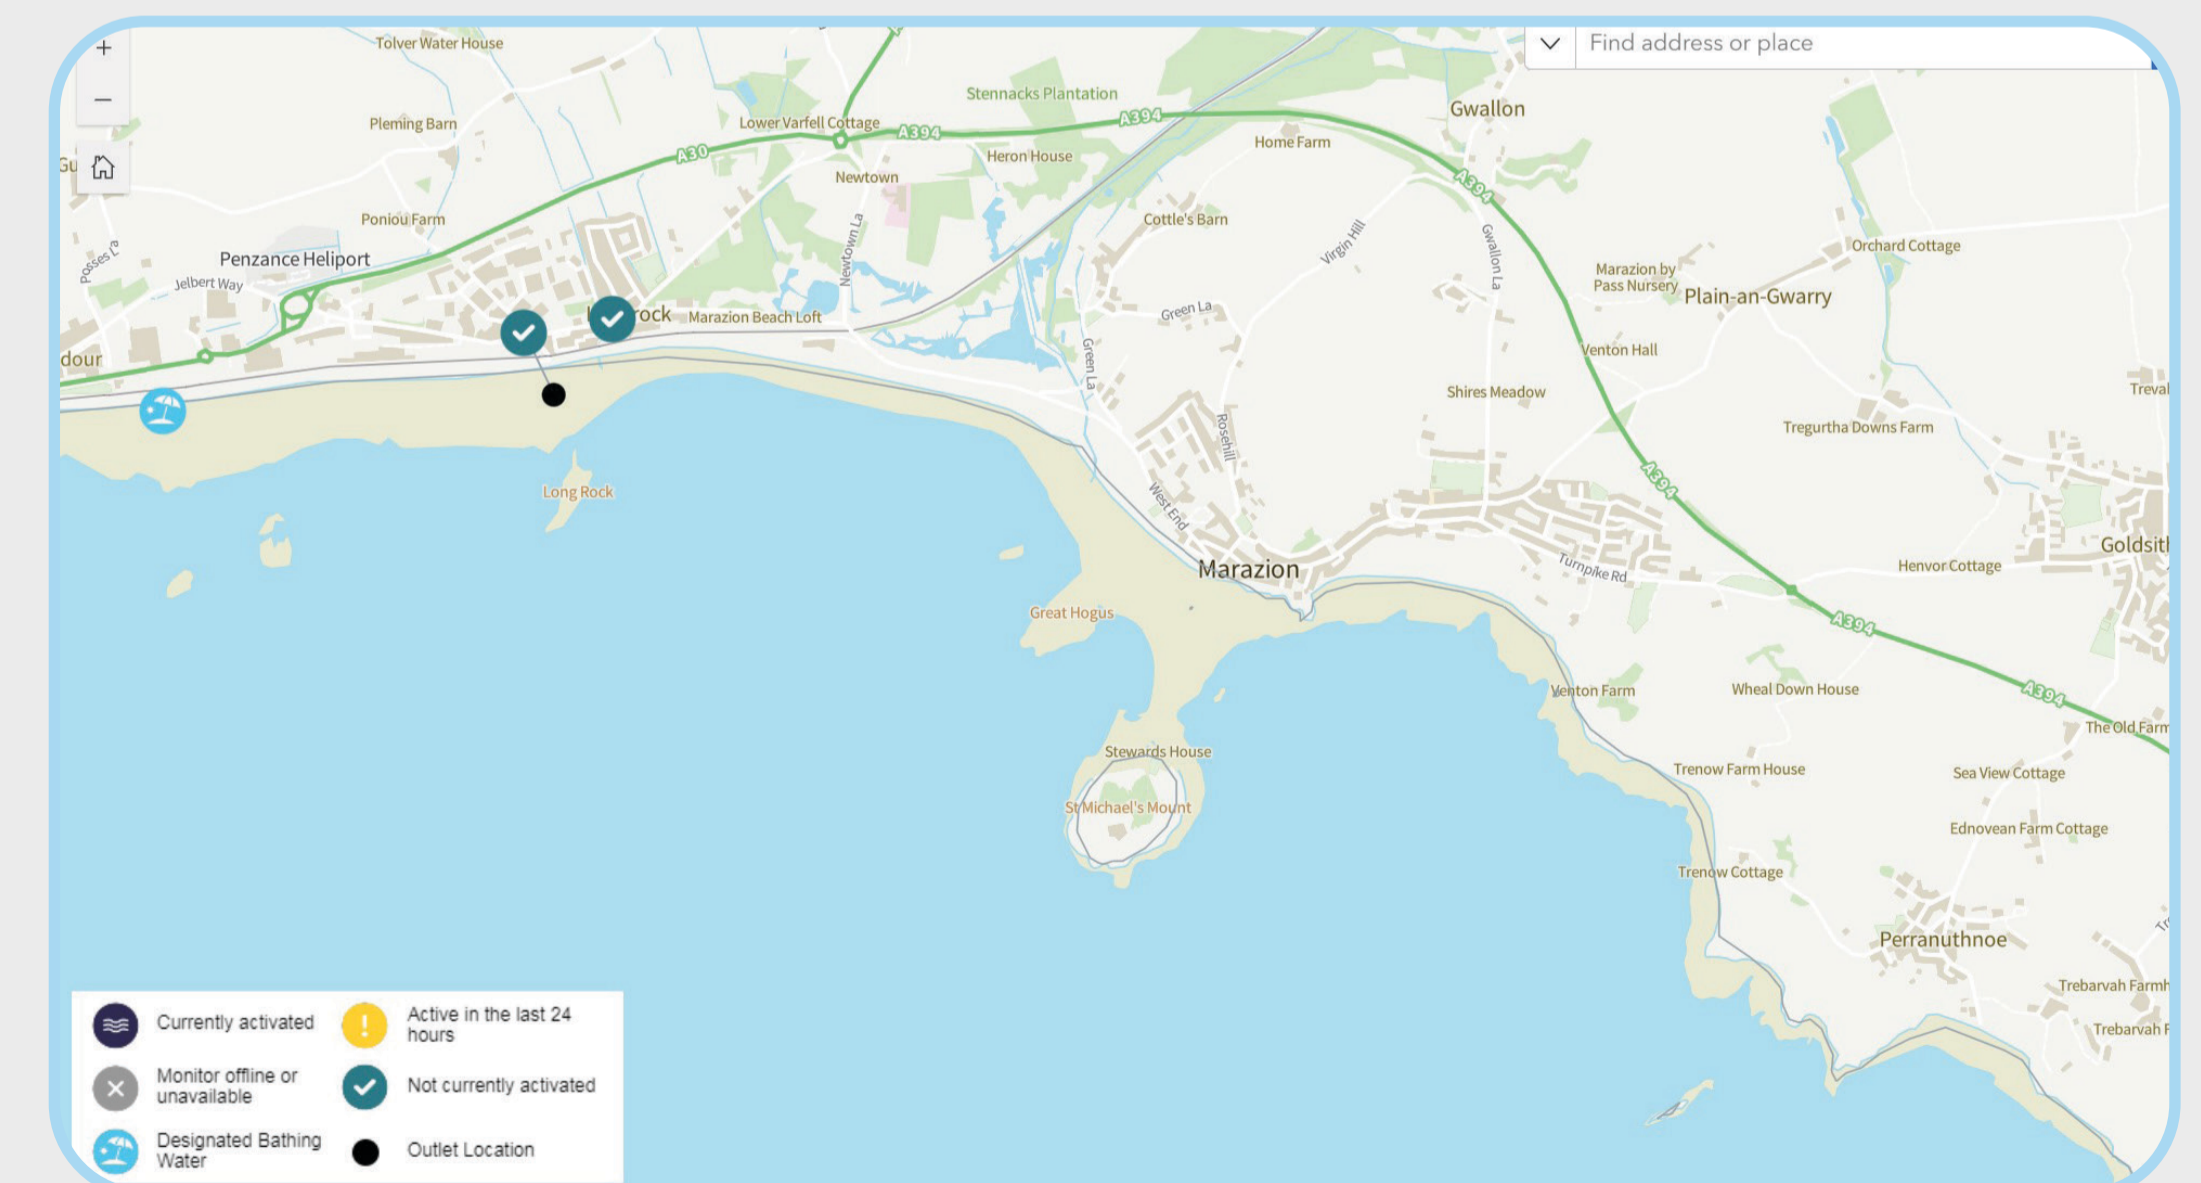 +
Find address or place
Tolver Water House
−
Stennacks Plantation
Gwallon
Pleming Barn
Lower Varfell Cottage
A394
A394
Home Farm
A30
Heron House
Newtown
A394
Poniou Farm
Cottle's Barn
Newtown La
Virgin Hill
Gwallon La
Orchard Cottage
Posses La
Penzance Heliport
Jelbert Way
Marazion by
Pass Nursery
Plain-an-Gwarry
Green La
rock
Marazion Beach Loft
Venton Hall
dour
Green La
Shires Meadow
Treval
Tregurtha Downs Farm
Rosehill
Long Rock
West End
A394
Goldsith
Marazion
Turnpike Rd
Henvor Cottage
Great Hogus
A394
Venton Farm
Wheal Down House
A394
The Old Farm
Stewards House
Trenow Farm House
Sea View Cottage
St Michael's Mount
Ednovean Farm Cottage
Trenow Cottage
Perranuthnoe
Trebarvah Farmh
Trebarvah F
Currently activated
Active in the last 24
hours
Monitor offline or
unavailable
Not currently activated
Designated Bathing
Water
Outlet Location